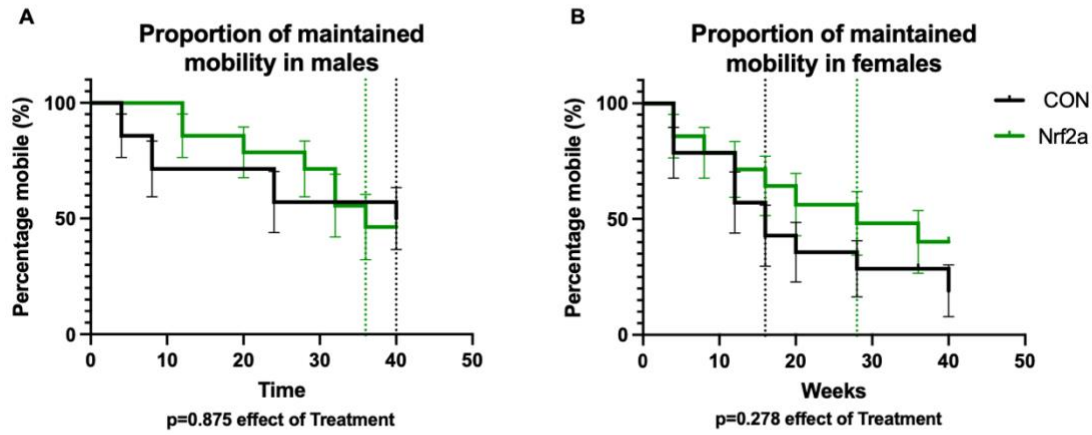 A
Proportion of maintained
mobility in males
Percentage mobile (%)
100
50
0
0 10 20 30 40 50
Time
p=0.875 effect of Treatment
B
Proportion of maintained
mobility in females
Percentage mobile (%)
100
50
0
0 10 20 30 40 50
Weeks
p=0.278 effect of Treatment
CON
Nrf2a